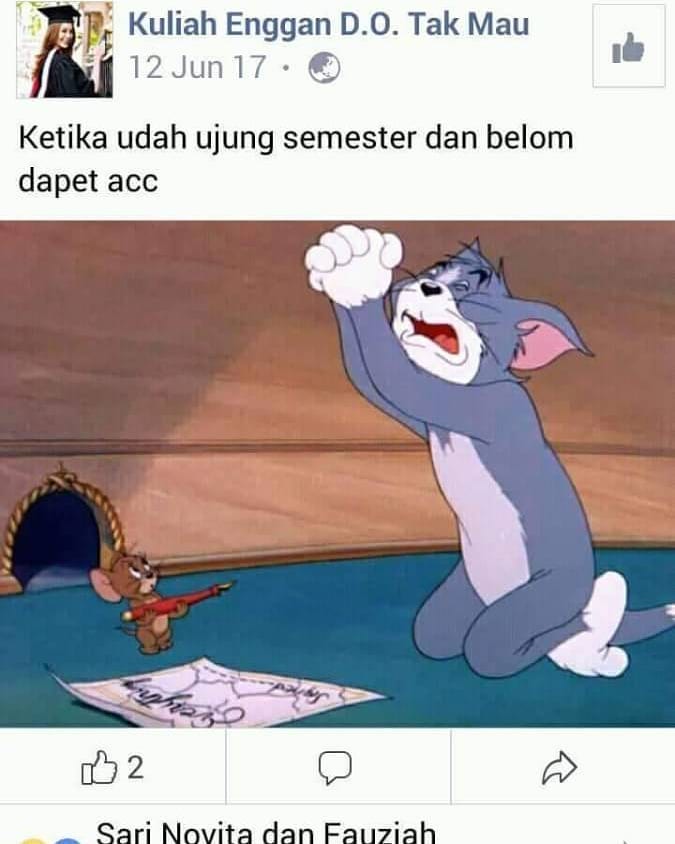 Kuliah Enggan D.O. Tak Mau
12 Jun 17 ·
Ketika udah ujung semester dan belom
dapet acc
2
Sari Novita dan Fauziah